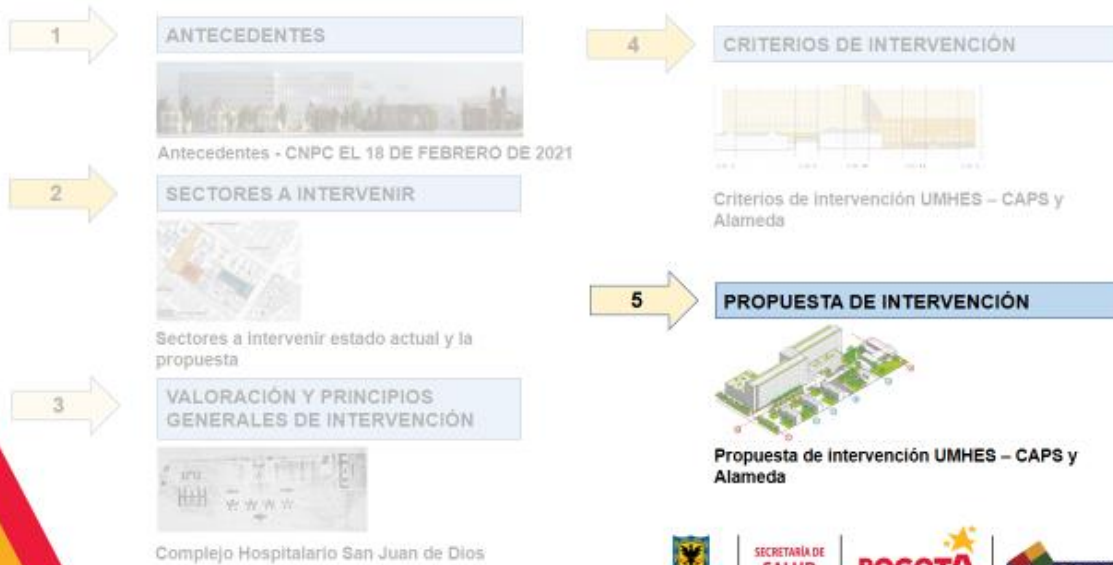 1
ANTECEDENTES
Antecedentes - CNPC EL 18 DE FEBRERO DE 2021
2
SECTORES A INTERVENIR
Sectores a intervenir estado actual y la
propuesta
3
VALORACIÓN Y PRINCIPIOS
GENERALES DE INTERVENCIÓN
Complejo Hospitalario San Juan de Dios
4
CRITERIOS DE INTERVENCIÓN
Criterios de intervención UMHES – CAPS y
Alameda
5
PROPUESTA DE INTERVENCIÓN
Propuesta de intervención UMHES – CAPS y
Alameda
SECRETARÍA DE
SALUD
BOGOTÁ